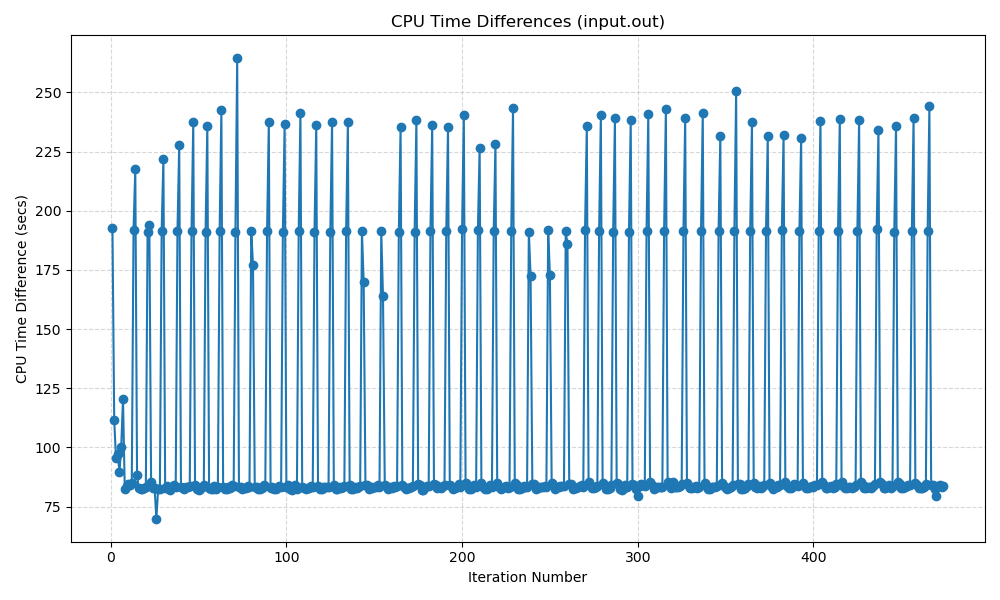 CPU Time Differences (input.out)
CPU Time Difference (secs)
250
225
200
175
150
125
100
75
0 100 200 300 400
Iteration Number